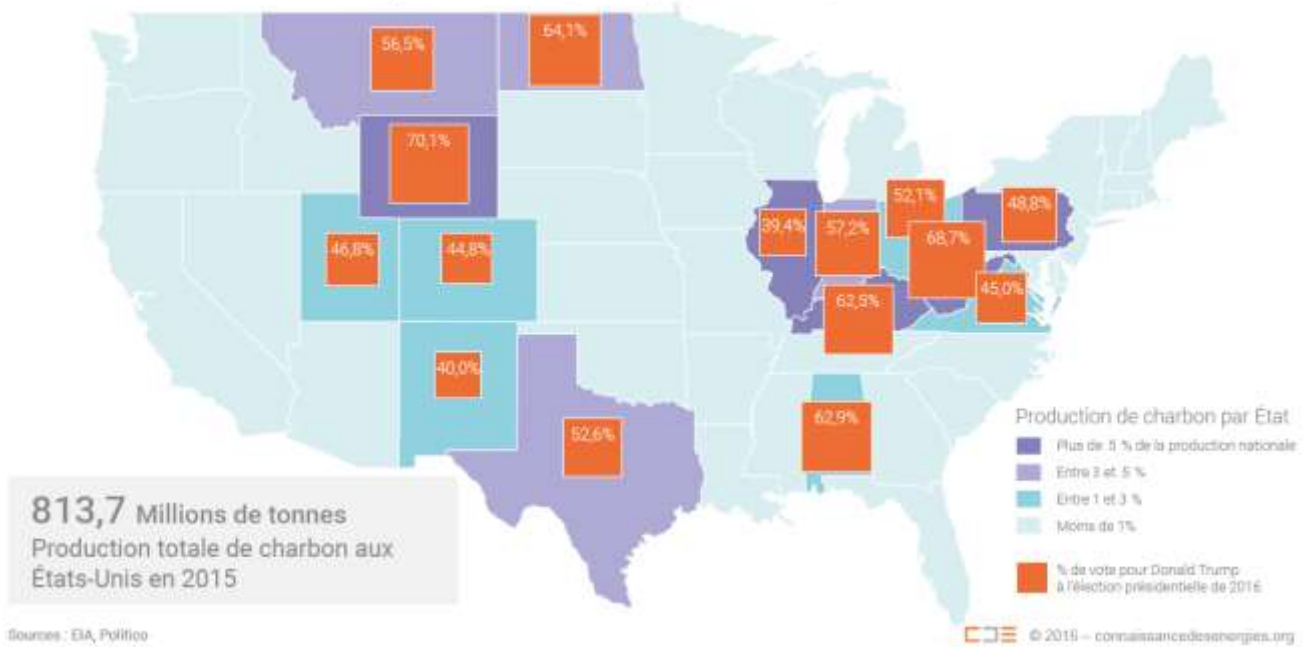 56,5%
64,1%
70,1%
46,8%
44,8%
40,0%
52,6%
39,4%
57,2%
52,1%
68,7%
48,8%
62,5%
45,0%
62,9%
813,7 Millions de tonnes
Production totale de charbon aux
États-Unis en 2015
Production de charbon par État
Plus de 5 % de la production nationale
Entre 3 et 5 %
Entre 1 et 3 %
Moins de 1%
% de vote pour Donald Trump
à l'élection présidentielle de 2016
Sources : EIA, Politico
CDE © 2016 – connaissancedesenergies.org